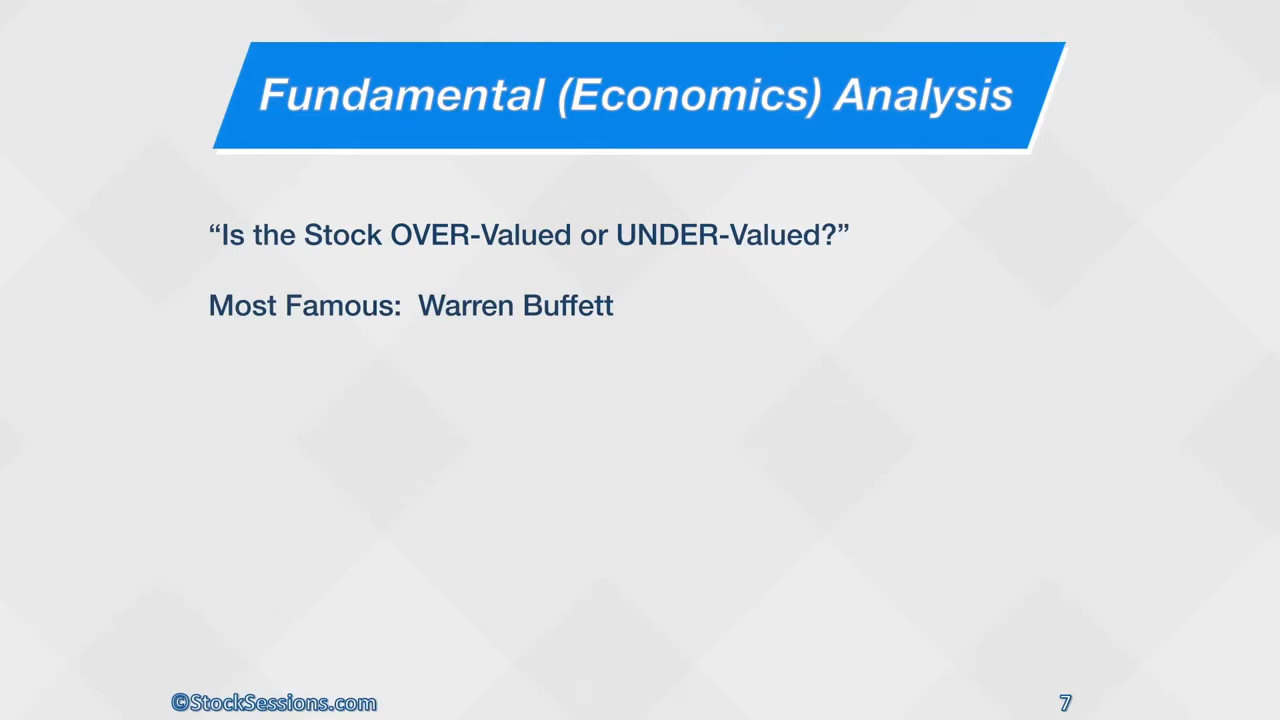 Fundamental (Economics) Analysis
“Is the Stock OVER-Valued or UNDER-Valued?”
Most Famous:  Warren Buffett
©StockSessions.com
7